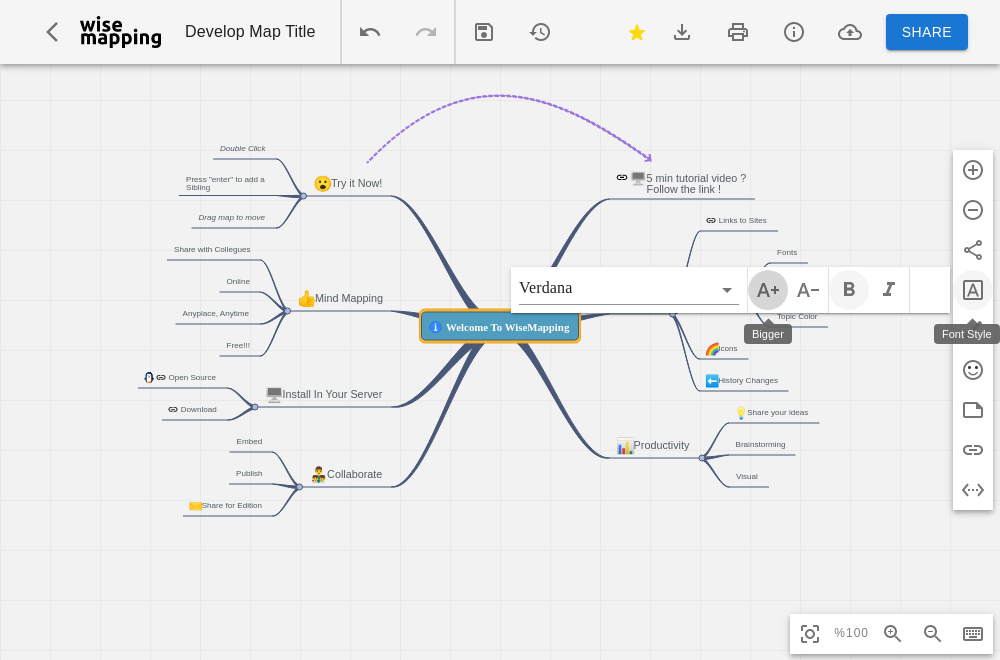 wise
mapping
Develop Map Title
SHARE
Double Click
Press "enter" to add a
Sibling
Drag map to move
Try it Now!
Share with Collegues
Online
Anyplace, Anytime
Free!!!
Mind Mapping
Open Source
Download
Install In Your Server
Embed
Publish
Share for Edition
Collaborate
Welcome To WiseMapping
5 min tutorial video ?
Follow the link !
Links to Sites
Fonts
Topic Color
Icons
History Changes
Productivity
Share your ideas
Brainstorming
Visual
Verdana
A+
A-
B
I
Bigger
A
Font Style
%100